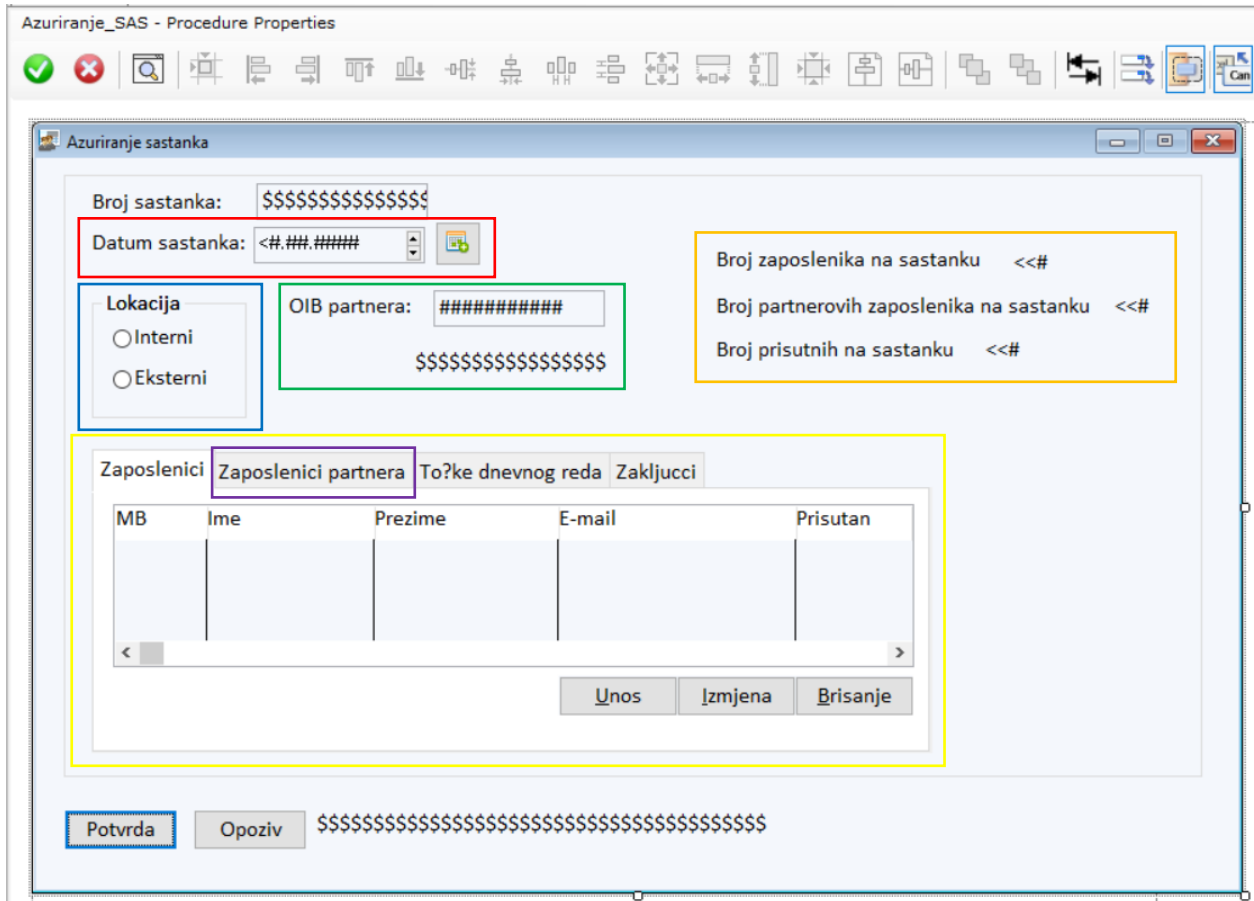 Azuriranje_SAS - Procedure Properties
Can
Azuriranje sastanka
Broj sastanka: $$$$$$$$$$$$$$$
Datum sastanka: <#.##.#####
Broj zaposlenika na sastanku <<#
Lokacija
OIB partnera: ###########
Broj partnerovih zaposlenika na sastanku <<#
Interni
Broj prisutnih na sastanku <<#
$$$$$$$$$$$$$$$$$
Eksterni
Zaposlenici Zaposlenici partnera To?ke dnevnog reda Zakljucci
MB Ime Prezime E-mail Prisutan
Unos Izmjena Brisanje
Potvrda Opoziv $$$$$$$$$$$$$$$$$$$$$$$$$$$$$$$$$$$$$$$$